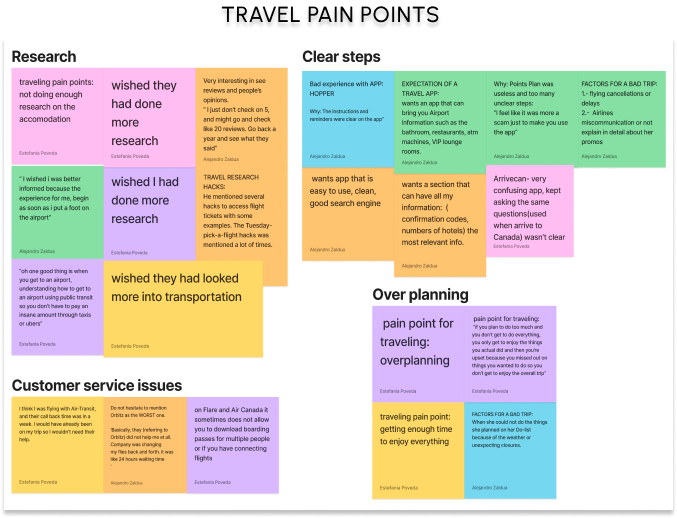 TRAVEL PAIN POINTS
Research
traveling pain points:
not doing enough
research on the
accomodation
Estefania Poveda
wished they
had done
more
research
Estefania Poveda
Very interesting in see
reviews and people's
opinions.
"I just don't check on 5,
and might go and check
like 20 reviews. Go back a
year and see what they
said"
Alejandro Zaldua
"I wished i was better
informed because the
experience for me, begin
as soon as i put a foot on
the airport"
Alejandro Zaldua
wished I had
done more
research
Estefania Poveda
TRAVEL RESEARCH
HACKS:
He mentioned several
hacks to access flight
tickets with some
examples. The Tuesday-
pick-a-flight hacks was
mentioned a lot of times.
"oh one good thing is when
you get to an airport,
understanding how to get to
an airport using public transit
so you don't have to pay an
insane amount through taxis
or ubers"
Estefania Poveda
wished they had looked
more into transportation
Estefania Poveda
Customer service issues
I think I was flying with Air-Transit,
and their call back time was in a
week. I would have already been
on my trip so I wouldn't need their
help.
Estefania Poveda
Do not hesitate to mention
Orbitz as the WORST one.
'Basically, they (referring to
Orbitz) did not help me at all.
Company was changing
my flies back and forth. it was
like 24 hours waiting time
'
Alejandro Zaldua
on Flare and Air Canada it
sometimes does not allow
you to download boarding
passes for multiple people
or if you have connecting
flights
Estefania Poveda
Clear steps
Bad experience with APP:
HOPPER
Why: The instructions and
reminders were clear on the app"
Alejandro Zaldua
EXPECTATION OF A
TRAVEL APP:
wants an app that can
bring you Airport
information such as the
bathroom, restaurants, atm
machines, VIP lounge
rooms.
Alejandro Zaldua
Why: Points Plan was
useless and too many
unclear steps:
"I feel like it was more a
scam just to make you use
the app"
Alejandro Zaldua
FACTORS FOR A BAD TRIP:
1.- flying cancellations or
delays
2.- Airlines
miscommunication or not
explain in detail about her
promos
Alejandro Zaldua
wants app that is
easy to use, clean,
good search engine
Alejandro Zaldua
wants a section that
can have all my
information: (
confirmation codes,
numbers of hotels) the
most relevant info.
Alejandro Zaldua
Arrivecan- very
confusing app, kept
asking the same
questions(used
when arrive to
Canada) wasn't clear
Estefania Poveda
Over planning
pain point for
traveling:
overplanning
Estefania Poveda
pain point for traveling:
"if you plan to do too much and
you don't get to do everything,
you only get to enjoy the things
you actual did and then you're
upset because you missed out on
things you wanted to do so you
don't get to enjoy the overall trip"
Estefania Poveda
traveling pain point:
getting enough time
to enjoy everything
Estefania Poveda
FACTORS FOR A BAD TRIP:
When she could not do the things
she planned on her Do-list
because of the weather or
unexpecting closures.
Alejandro Zaldua